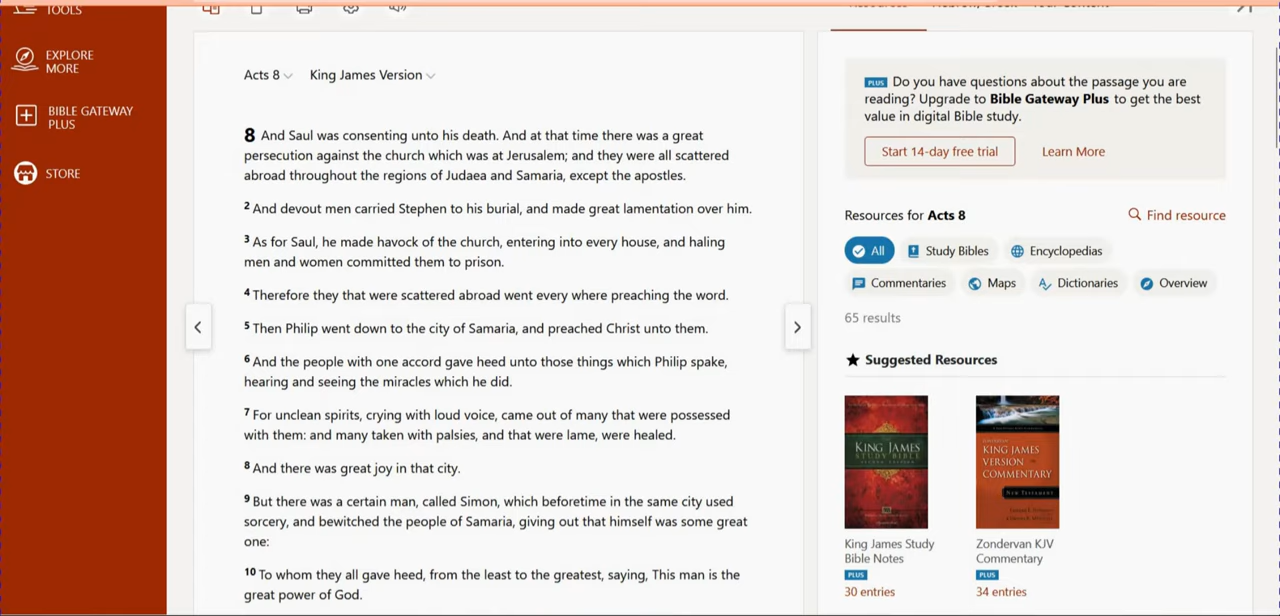 TOOLS
EXPLORE
MORE
BIBLE GATEWAY
PLUS
STORE
Acts 8
King James Version
8 And Saul was consenting unto his death. And at that time there was a great
persecution against the church which was at Jerusalem; and they were all scattered
abroad throughout the regions of Judaea and Samaria, except the apostles.
2 And devout men carried Stephen to his burial, and made great lamentation over him.
3 As for Saul, he made havock of the church, entering into every house, and haling
men and women committed them to prison.
4 Therefore they that were scattered abroad went every where preaching the word.
5 Then Philip went down to the city of Samaria, and preached Christ unto them.
6 And the people with one accord gave heed unto those things which Philip spake,
hearing and seeing the miracles which he did.
7 For unclean spirits, crying with loud voice, came out of many that were possessed
with them: and many taken with palsies, and that were lame, were healed.
8 And there was great joy in that city.
9 But there was a certain man, called Simon, which beforetime in the same city used
sorcery, and bewitched the people of Samaria, giving out that himself was some great
one:
10 To whom they all gave heed, from the least to the greatest, saying, This man is the
great power of God.
PLUS Do you have questions about the passage you are
reading? Upgrade to Bible Gateway Plus to get the best
value in digital Bible study.
Start 14-day free trial
Learn More
Resources for Acts 8
Find resource
All
Study Bibles
Encyclopedias
Commentaries
Maps
Dictionaries
Overview
65 results
Suggested Resources
KING JAMES
STUDY BIBLE
KING JAMES
VERSION
COMMENTARY
NEW TESTAMENT
King James Study
Bible Notes
PLUS
30 entries
Zondervan KJV
Commentary
PLUS
34 entries